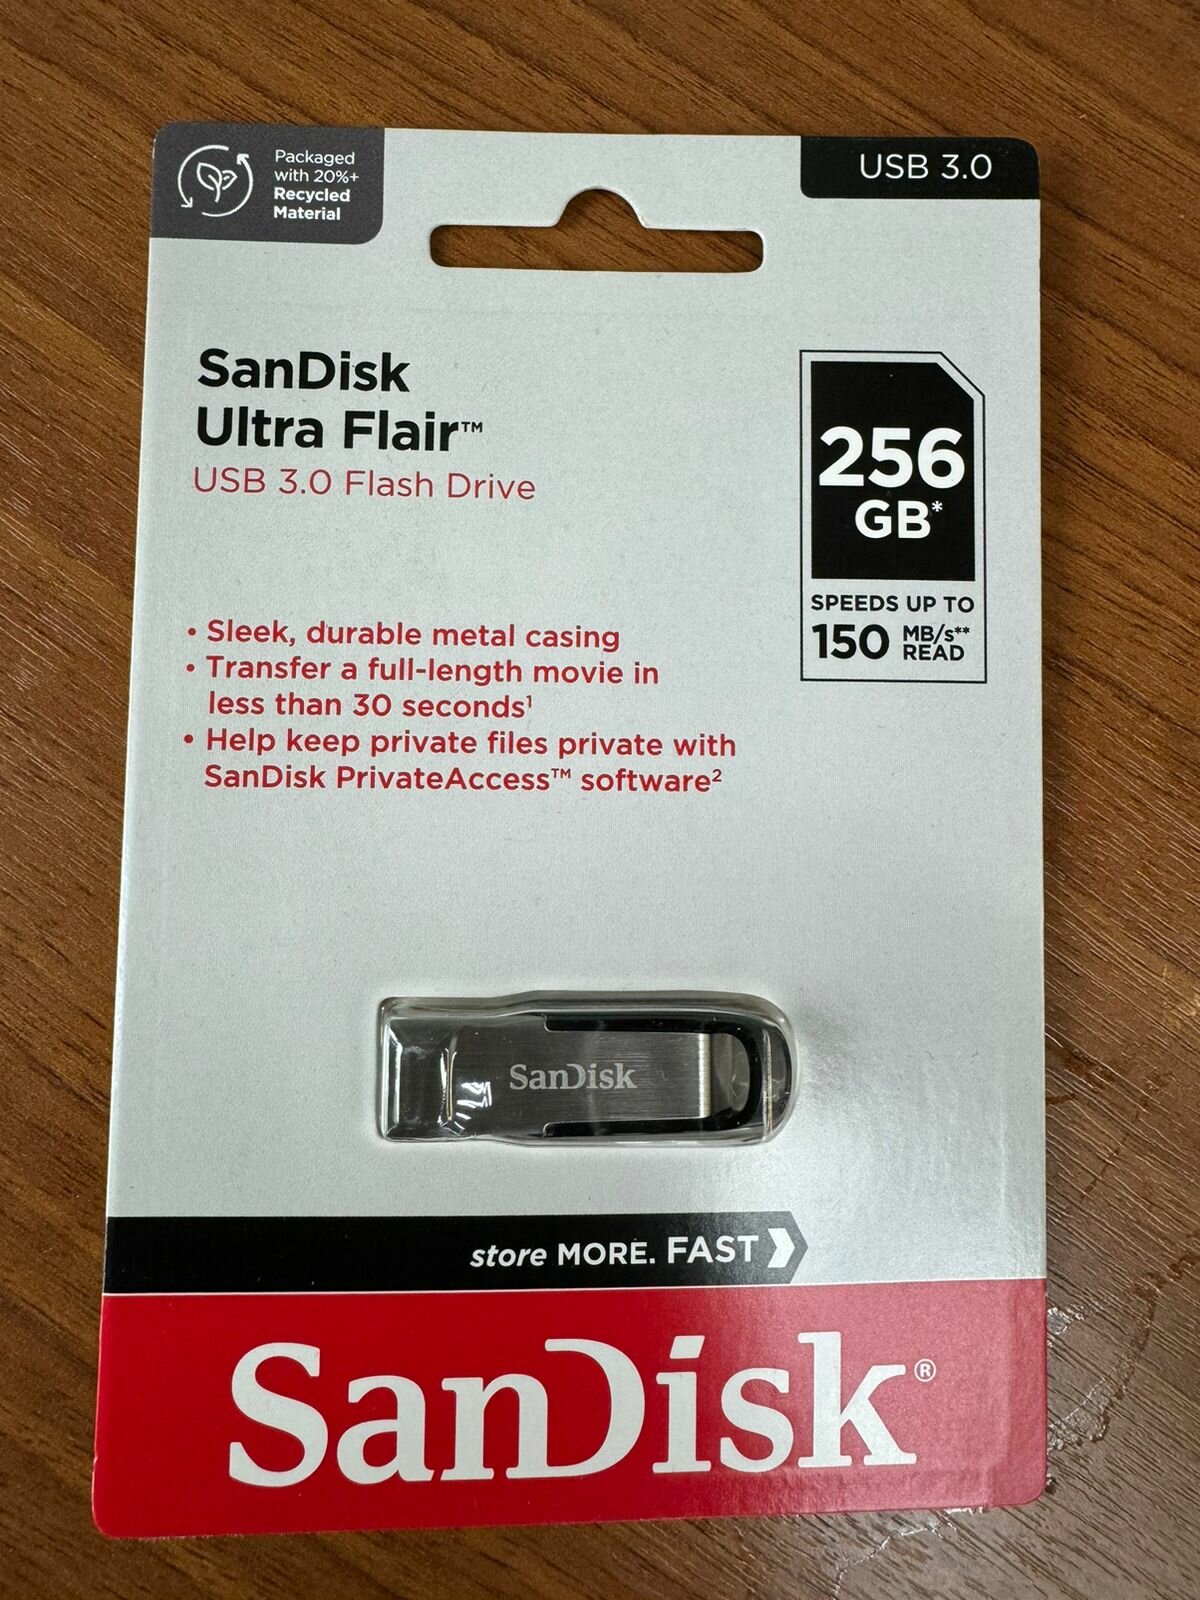 Packaged
with 20%+
Recycled
Material
USB 3.0
SanDisk
Ultra Flair™
USB 3.0 Flash Drive
256
GB*
SPEEDS UP TO
150 MB/s** READ
• Sleek, durable metal casing
• Transfer a full-length movie in
less than 30 seconds¹
• Help keep private files private with
SanDisk PrivateAccess™ software²
SanDisk
store MORE. FAST
SanDisk®